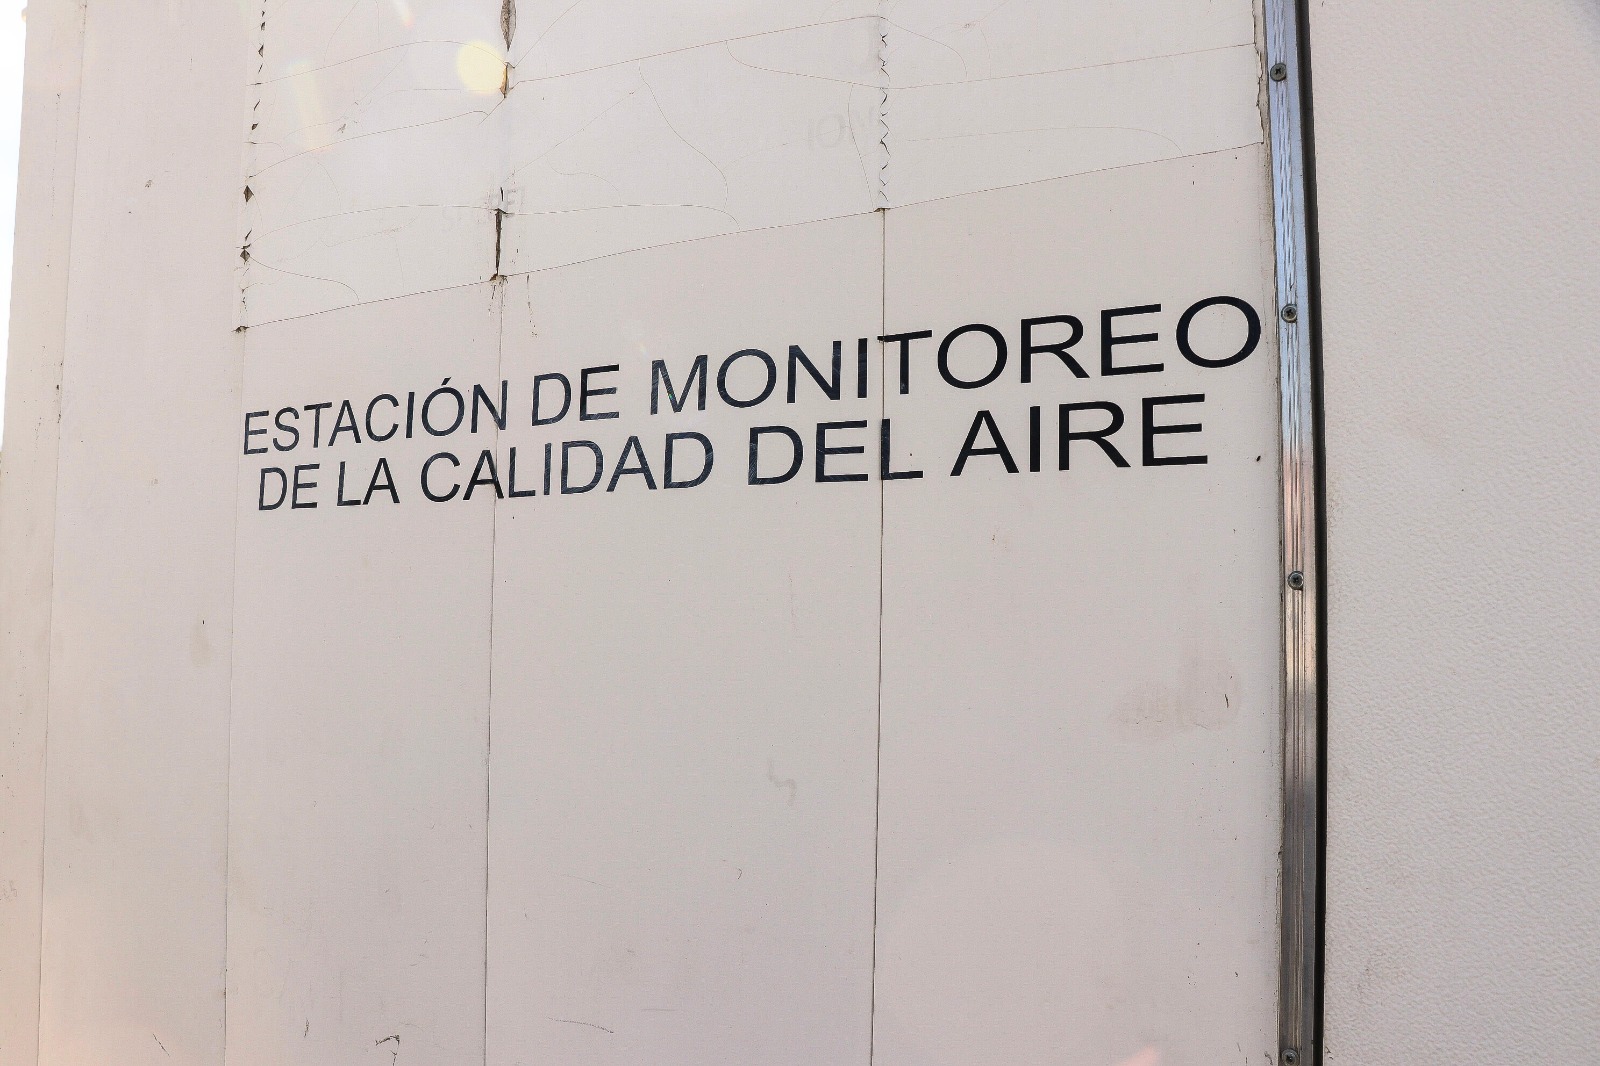 ESTACIÓN DE MONITOREO
DE LA CALIDAD DEL AIRE